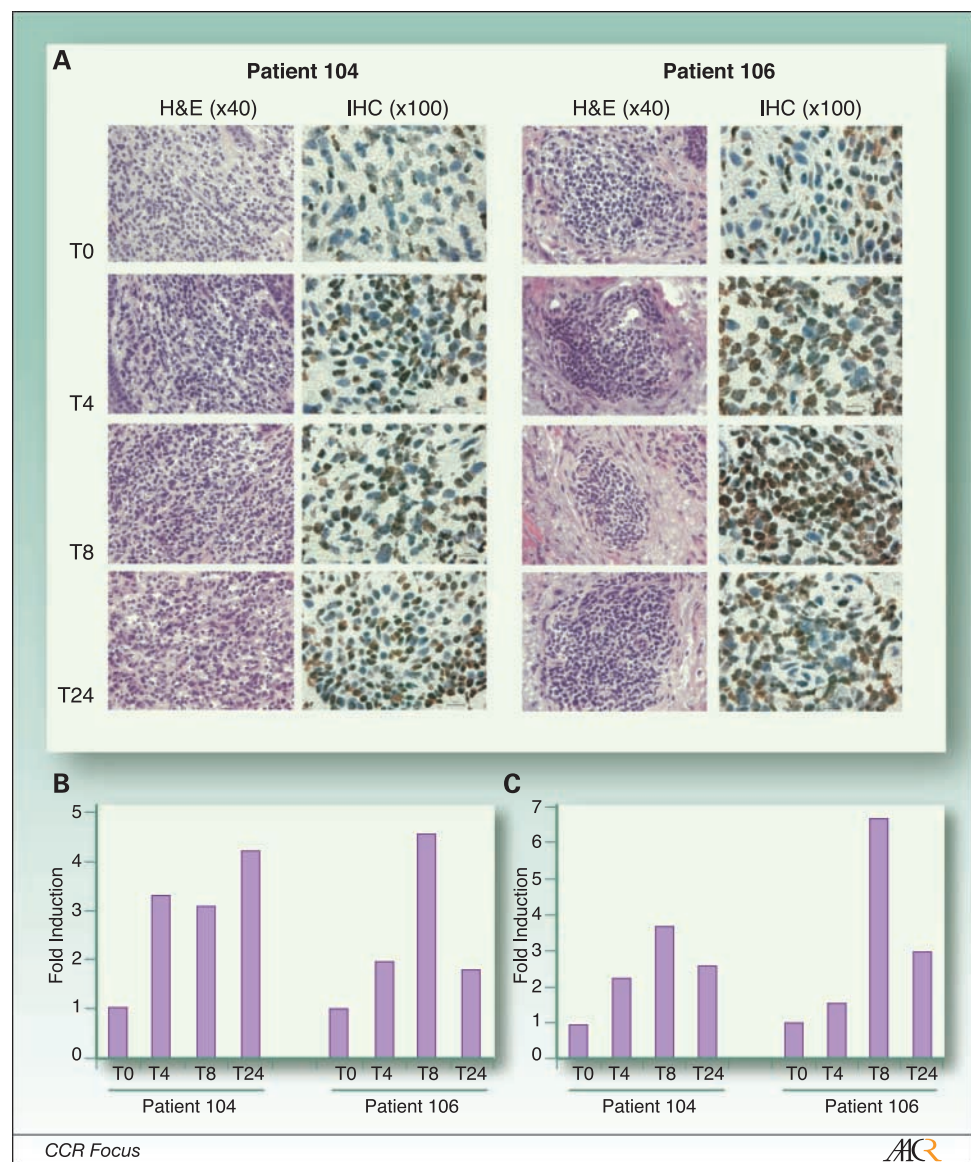 A
Patient 104 Patient 106
H&E (x40) IHC (x100) H&E (x40) IHC (x100)
T0
T4
T8
T24
B
Fold Induction
5
4
3
2
1
0
T0 T4 T8 T24 T0 T4 T8 T24
Patient 104 Patient 106
C
Fold Induction
7
6
5
4
3
2
1
0
T0 T4 T8 T24 T0 T4 T8 T24
Patient 104 Patient 106
CCR Focus
AACR